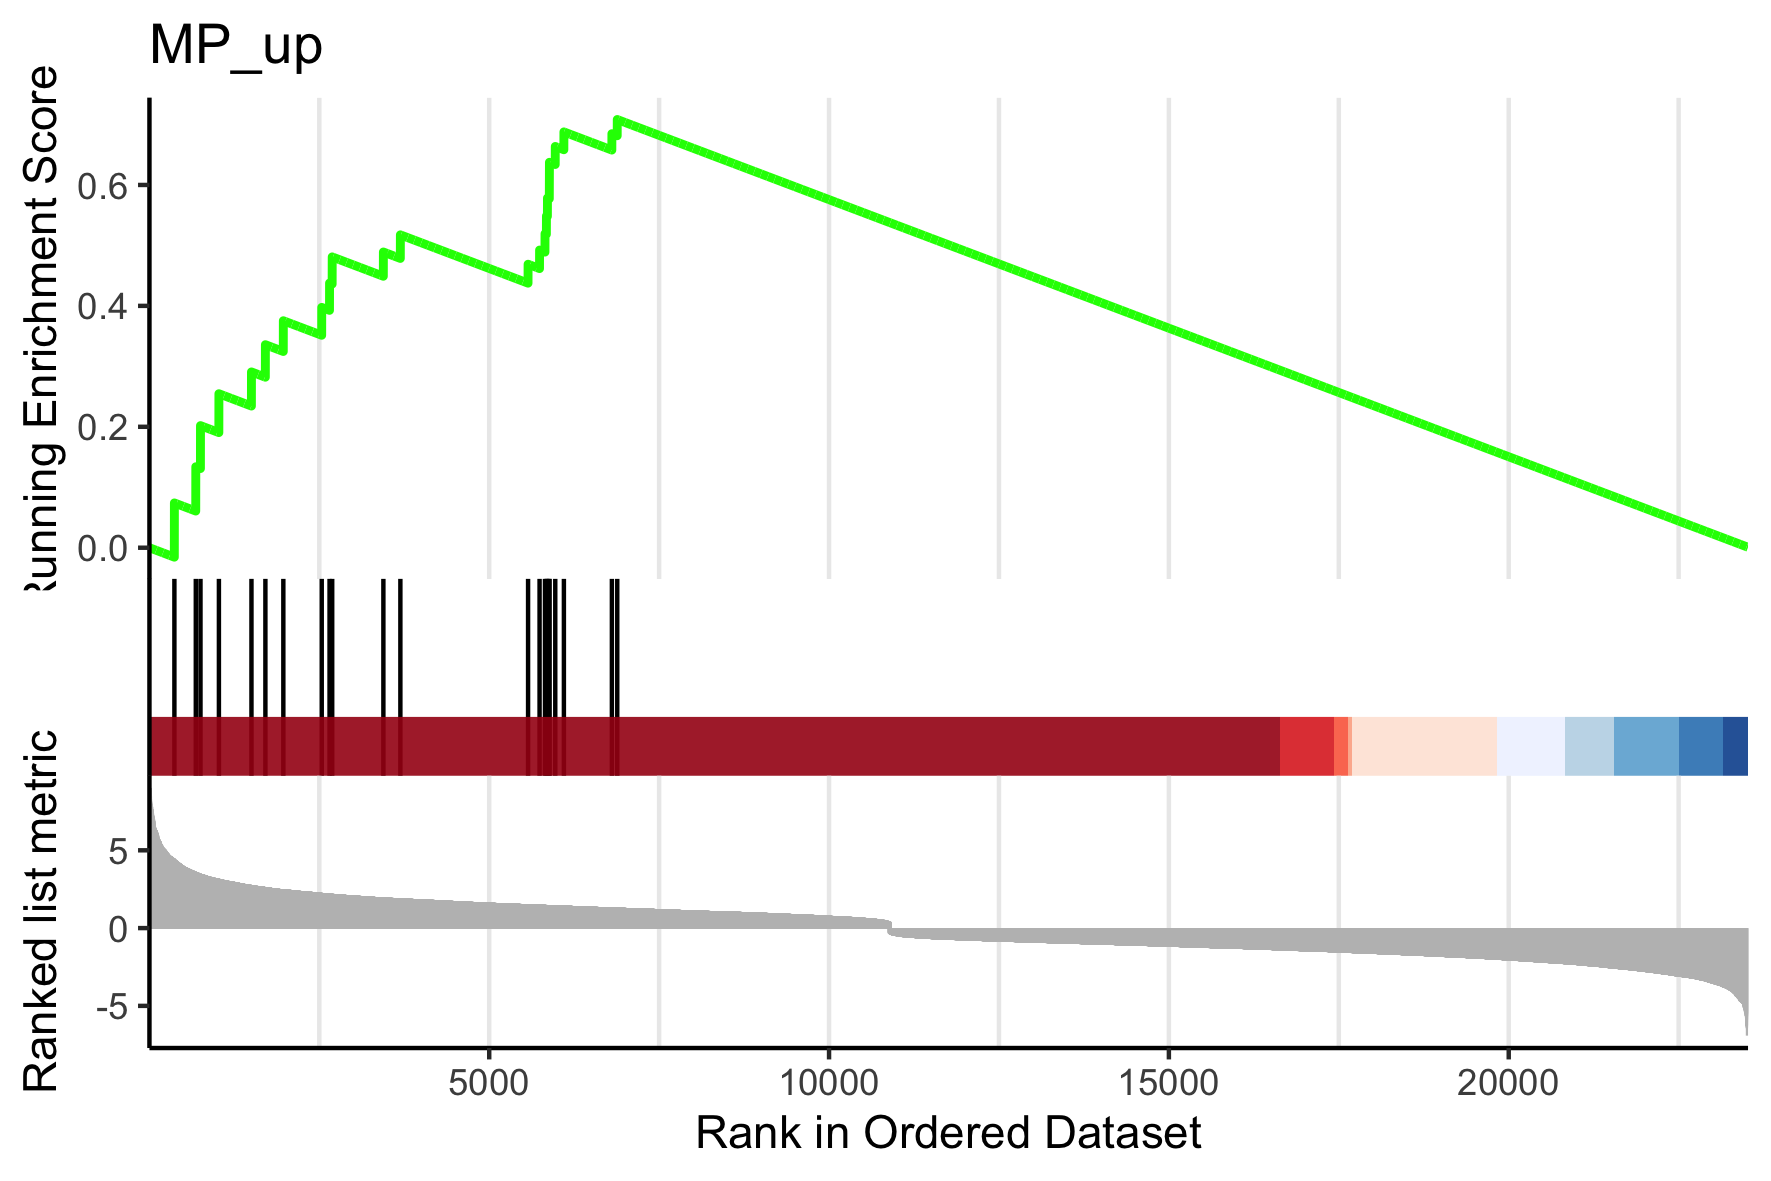 MP_up
Running Enrichment Score
0.6
0.4
0.2
0.0
Ranked list metric
5
0
-5
5000
10000
15000
20000
Rank in Ordered Dataset